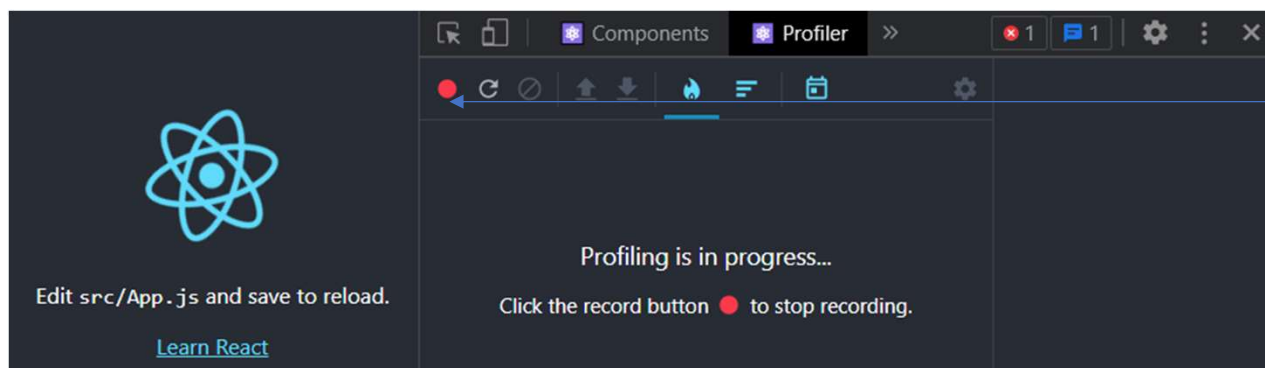 Components Profiler » 1 1
Profiling is in progress...
Click the record button to stop recording.
Edit src/App.js and save to reload.
Learn React